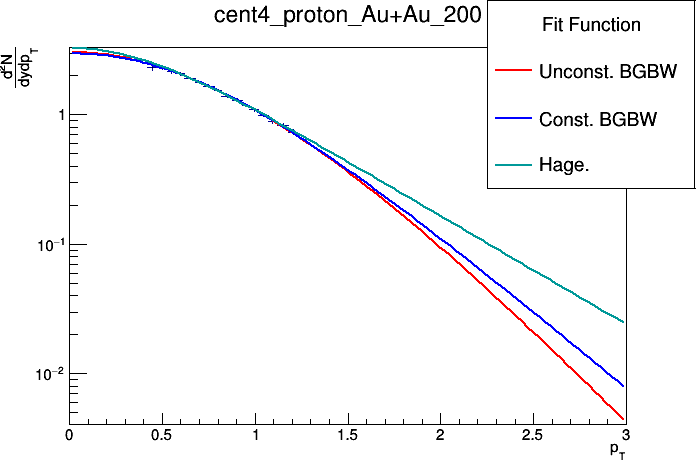 cent4_proton_Au+Au_200
Fit Function
Unconst. BGBW
Const. BGBW
Hage.
d²N
dydp_T
1
10⁻¹
10⁻²
0 0.5 1 1.5 2 2.5 3
p_T